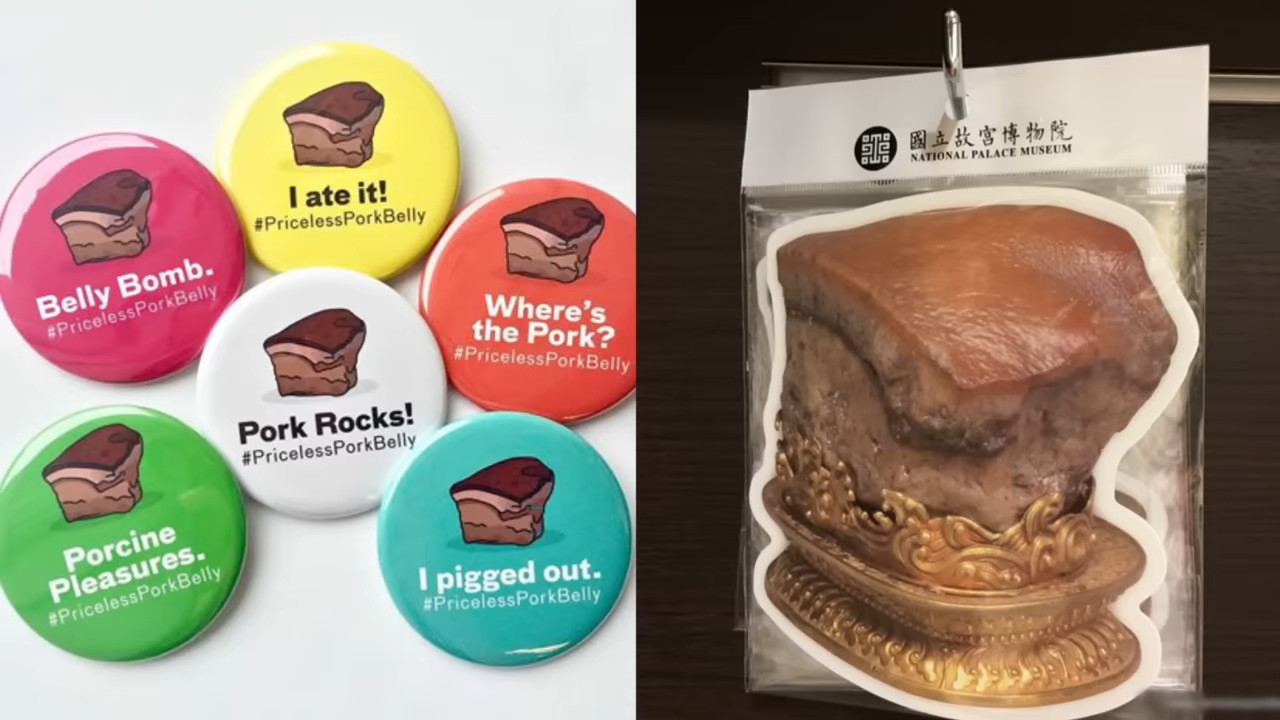 I ate it!
#PricelessPorkBelly
Belly Bomb.
#PricelessPorkBelly
Where's
the Pork?
#PricelessPorkBelly
Pork Rocks!
#PricelessPorkBelly
Porcine
Pleasures.
#PricelessPorkBelly
I pigged out.
#PricelessPorkBelly
國立故宮博物院
NATIONAL PALACE MUSEUM